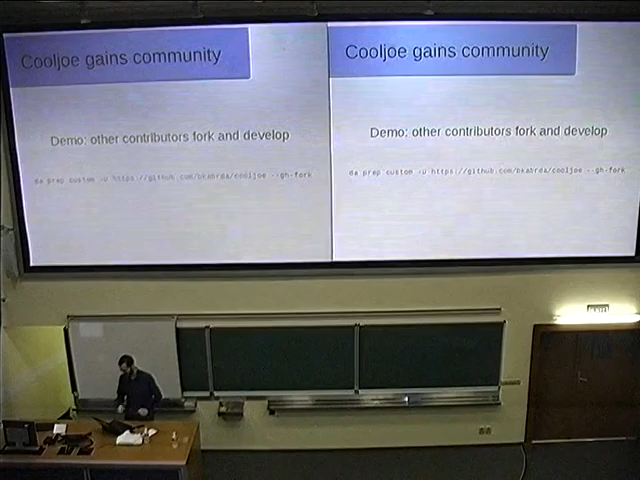 Cooljoe gains community
Demo: other contributors fork and develop
da prep custom -u https://github.com/bkabrda/cooljoe --gh-fork
Cooljoe gains community
Demo: other contributors fork and develop
da prep custom -u https://github.com/bkabrda/cooljoe --gh-fork